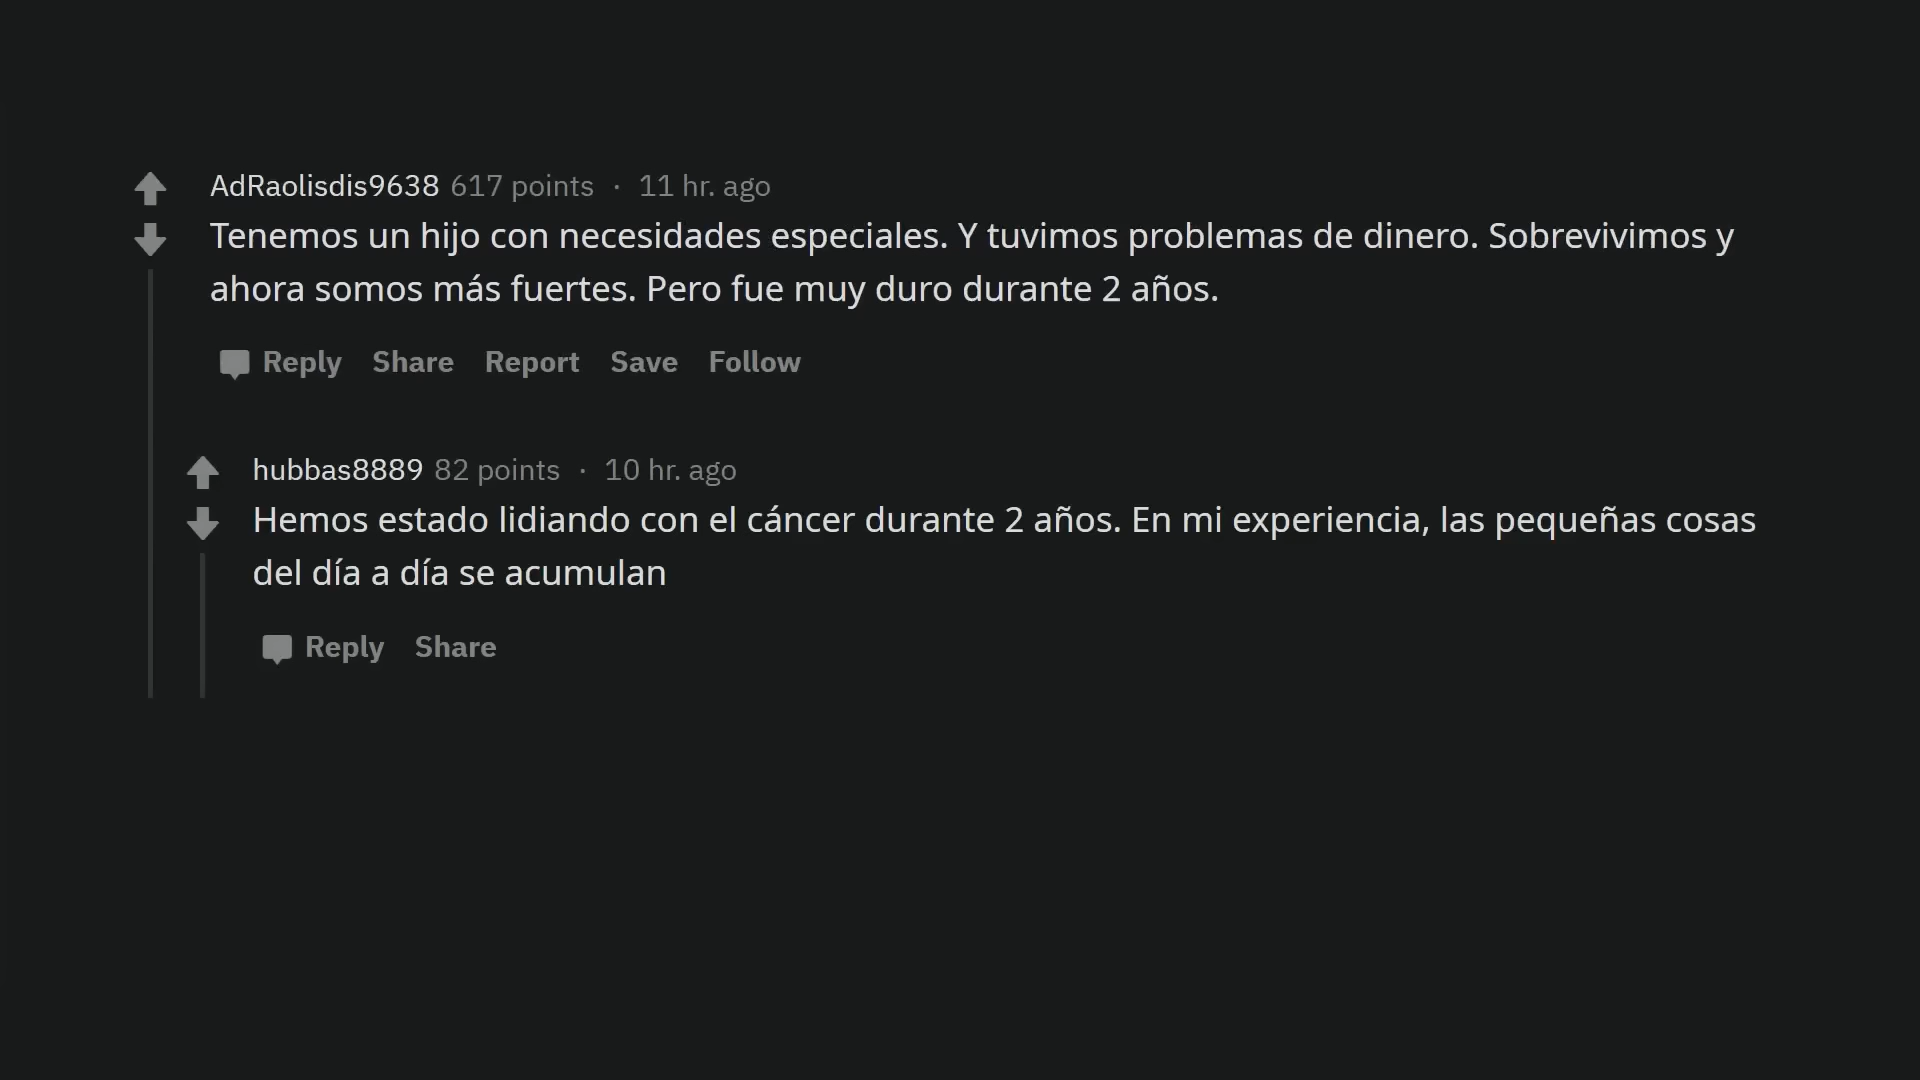 AdRaolisdis9638 617 points · 11 hr. ago
Tenemos un hijo con necesidades especiales. Y tuvimos problemas de dinero. Sobrevivimos y
ahora somos más fuertes. Pero fue muy duro durante 2 años.
Reply Share Report Save Follow
hubbas8889 82 points · 10 hr. ago
Hemos estado lidiando con el cáncer durante 2 años. En mi experiencia, las pequeñas cosas
del día a día se acumulan
Reply Share